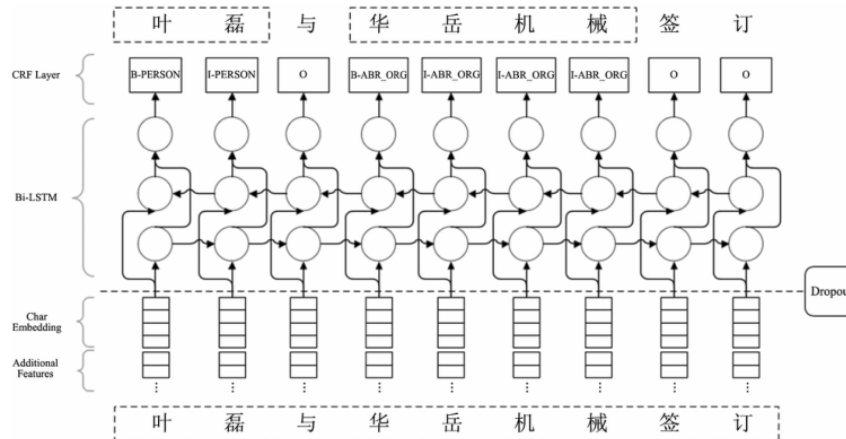 叶 磊 与 华 岳 机 械 签 订
CRF Layer
B-PERSON I-PERSON O B-ABR_ORG I-ABR_ORG I-ABR_ORG I-ABR_ORG O O
Bi-LSTM
Dropou
Char
Embedding
Additional
Features
叶 磊 与 华 岳 机 械 签 订